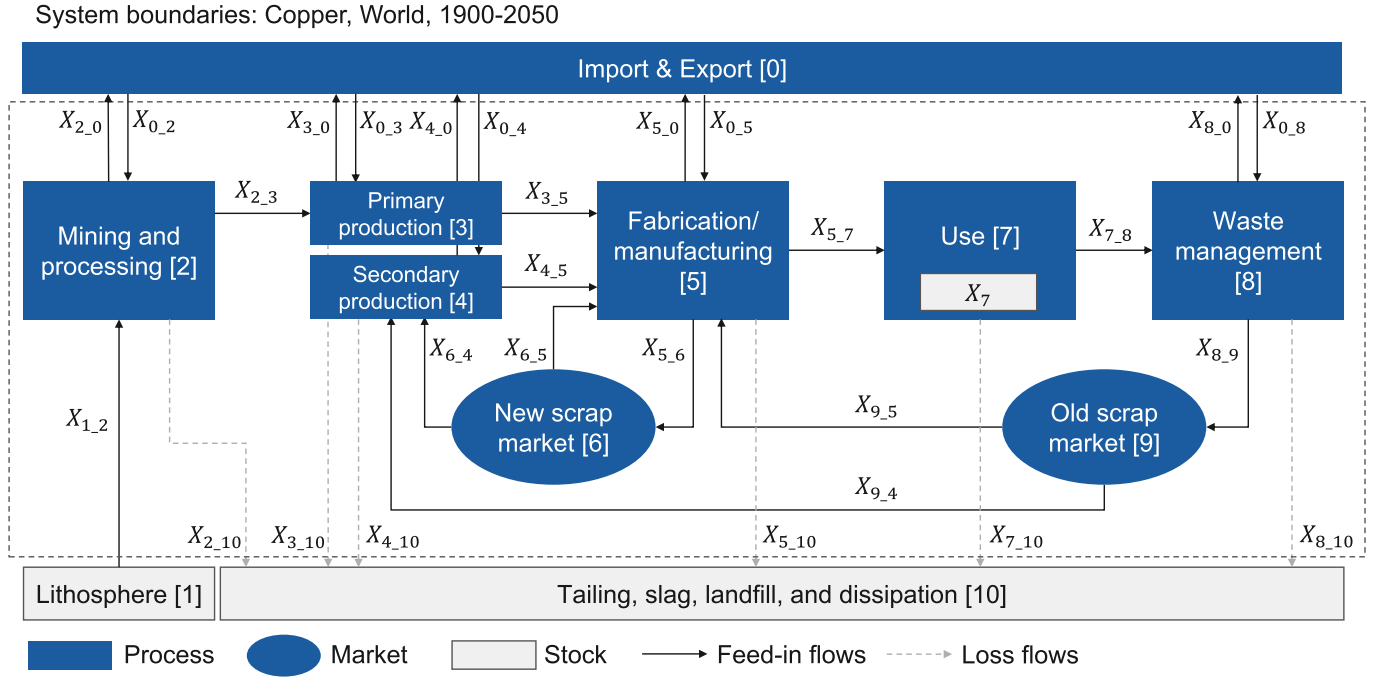 System boundaries: Copper, World, 1900-2050
Import & Export [0]
X2_0
X0_2
X3_0
X0_3
X4_0
X0_4
X5_0
X0_5
X8_0
X0_8
Mining and
processing [2]
X2_3
Primary
production [3]
Secondary
production [4]
X3_5
X4_5
Fabrication/
manufacturing
[5]
X5_7
Use [7]
X7
X7_8
Waste
management
[8]
X6_4
X6_5
X5_6
X8_9
X1_2
New scrap
market [6]
X9_5
Old scrap
market [9]
X9_4
X2_10
X3_10
X4_10
X5_10
X7_10
X8_10
Lithosphere [1]
Tailing, slag, landfill, and dissipation [10]
Process
Market
Stock
Feed-in flows
Loss flows